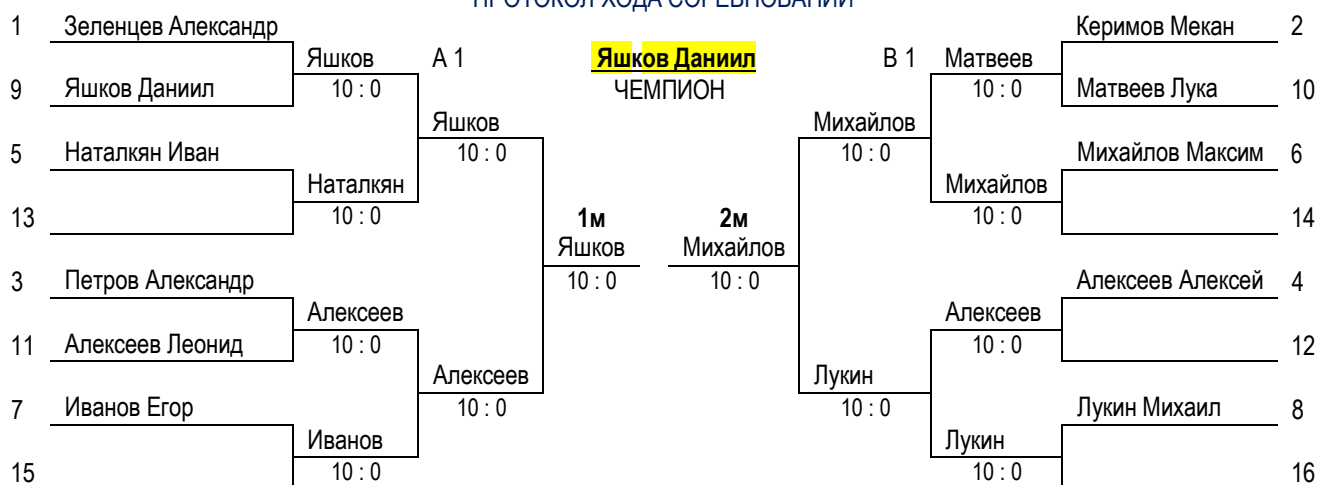 ПРОТОКОЛ ХОДА СОРЕВНОВАНИЙ
1 Зеленцев Александр Керимов Мекан 2
Яшков А 1 Яшков Даниил В 1 Матвеев
9 Яшков Даниил 10 : 0 ЧЕМПИОН 10 : 0 Матвеев Лука 10
Яшков Михайлов
5 Наталкян Иван 10 : 0 10 : 0 Михайлов Максим 6
Наталкян Михайлов
13 10 : 0 1м 2м 10 : 0 14
Яшков Михайлов
3 Петров Александр 10 : 0 10 : 0 Алексеев Алексей 4
Алексеев Алексеев
11 Алексеев Леонид 10 : 0 10 : 0 12
Алексеев Лукин
7 Иванов Егор 10 : 0 10 : 0 Лукин Михаил 8
Иванов Лукин
15 10 : 0 10 : 0 16